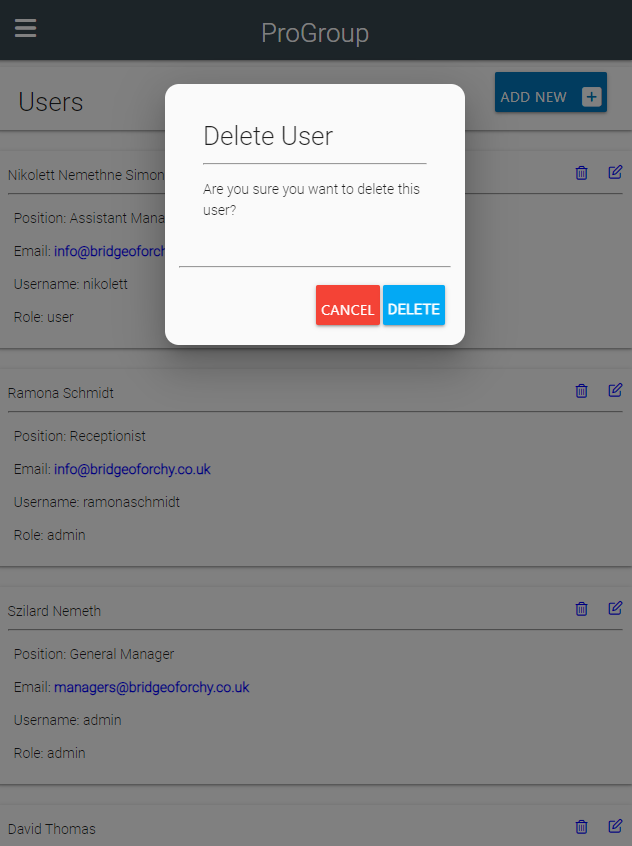 ProGroup
Users
ADD NEW
Delete User
Are you sure you want to delete this
user?
CANCEL DELETE
Nikolett Nemethne Simon
Position: Assistant Mana
Email: info@bridgeoforchy
Username: nikolett
Role: user
Ramona Schmidt
Position: Receptionist
Email: info@bridgeoforchy.co.uk
Username: ramonaschmidt
Role: admin
Szilard Nemeth
Position: General Manager
Email: managers@bridgeoforchy.co.uk
Username: admin
Role: admin
David Thomas